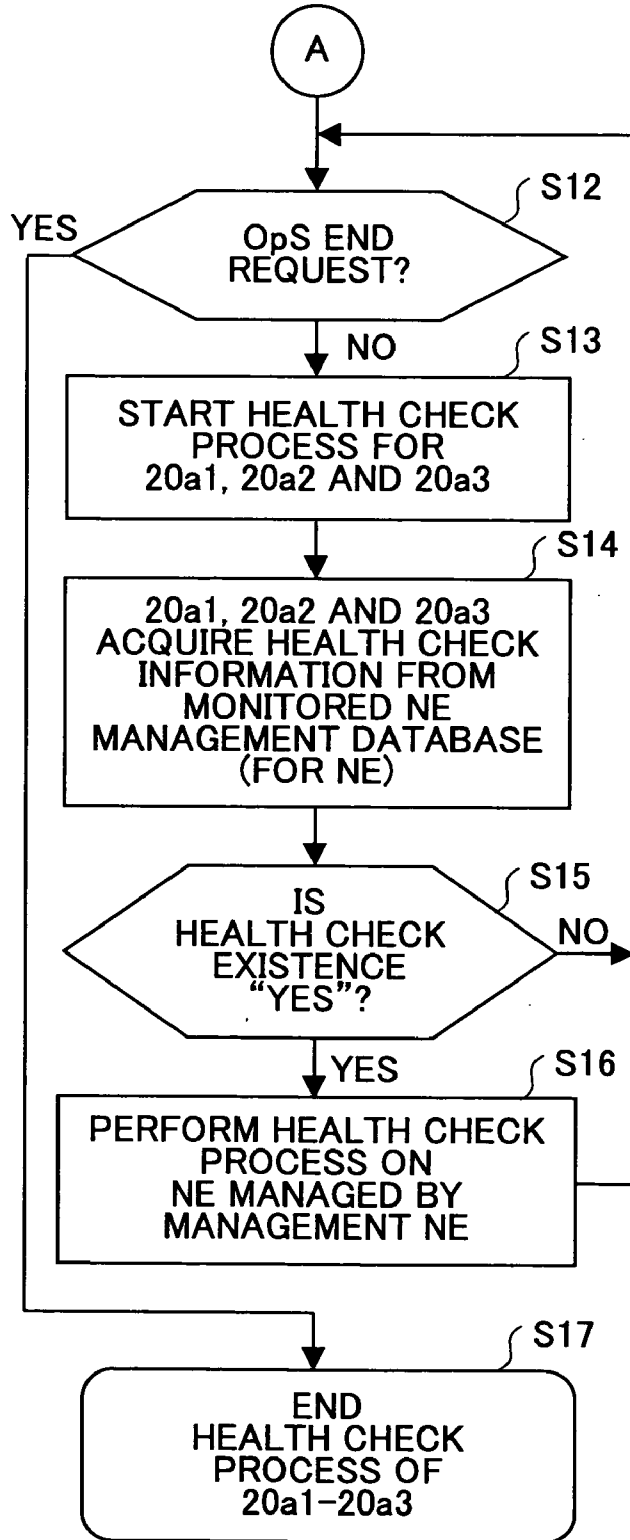 A
S12
YES
OpS END
REQUEST?
NO
S13
START HEALTH CHECK
PROCESS FOR
20a1, 20a2 AND 20a3
S14
20a1, 20a2 AND 20a3
ACQUIRE HEALTH CHECK
INFORMATION FROM
MONITORED NE
MANAGEMENT DATABASE
(FOR NE)
S15
IS
HEALTH CHECK
EXISTENCE
“YES”?
NO
YES
S16
PERFORM HEALTH CHECK
PROCESS ON
NE MANAGED BY
MANAGEMENT NE
S17
END
HEALTH CHECK
PROCESS OF
20a1-20a3